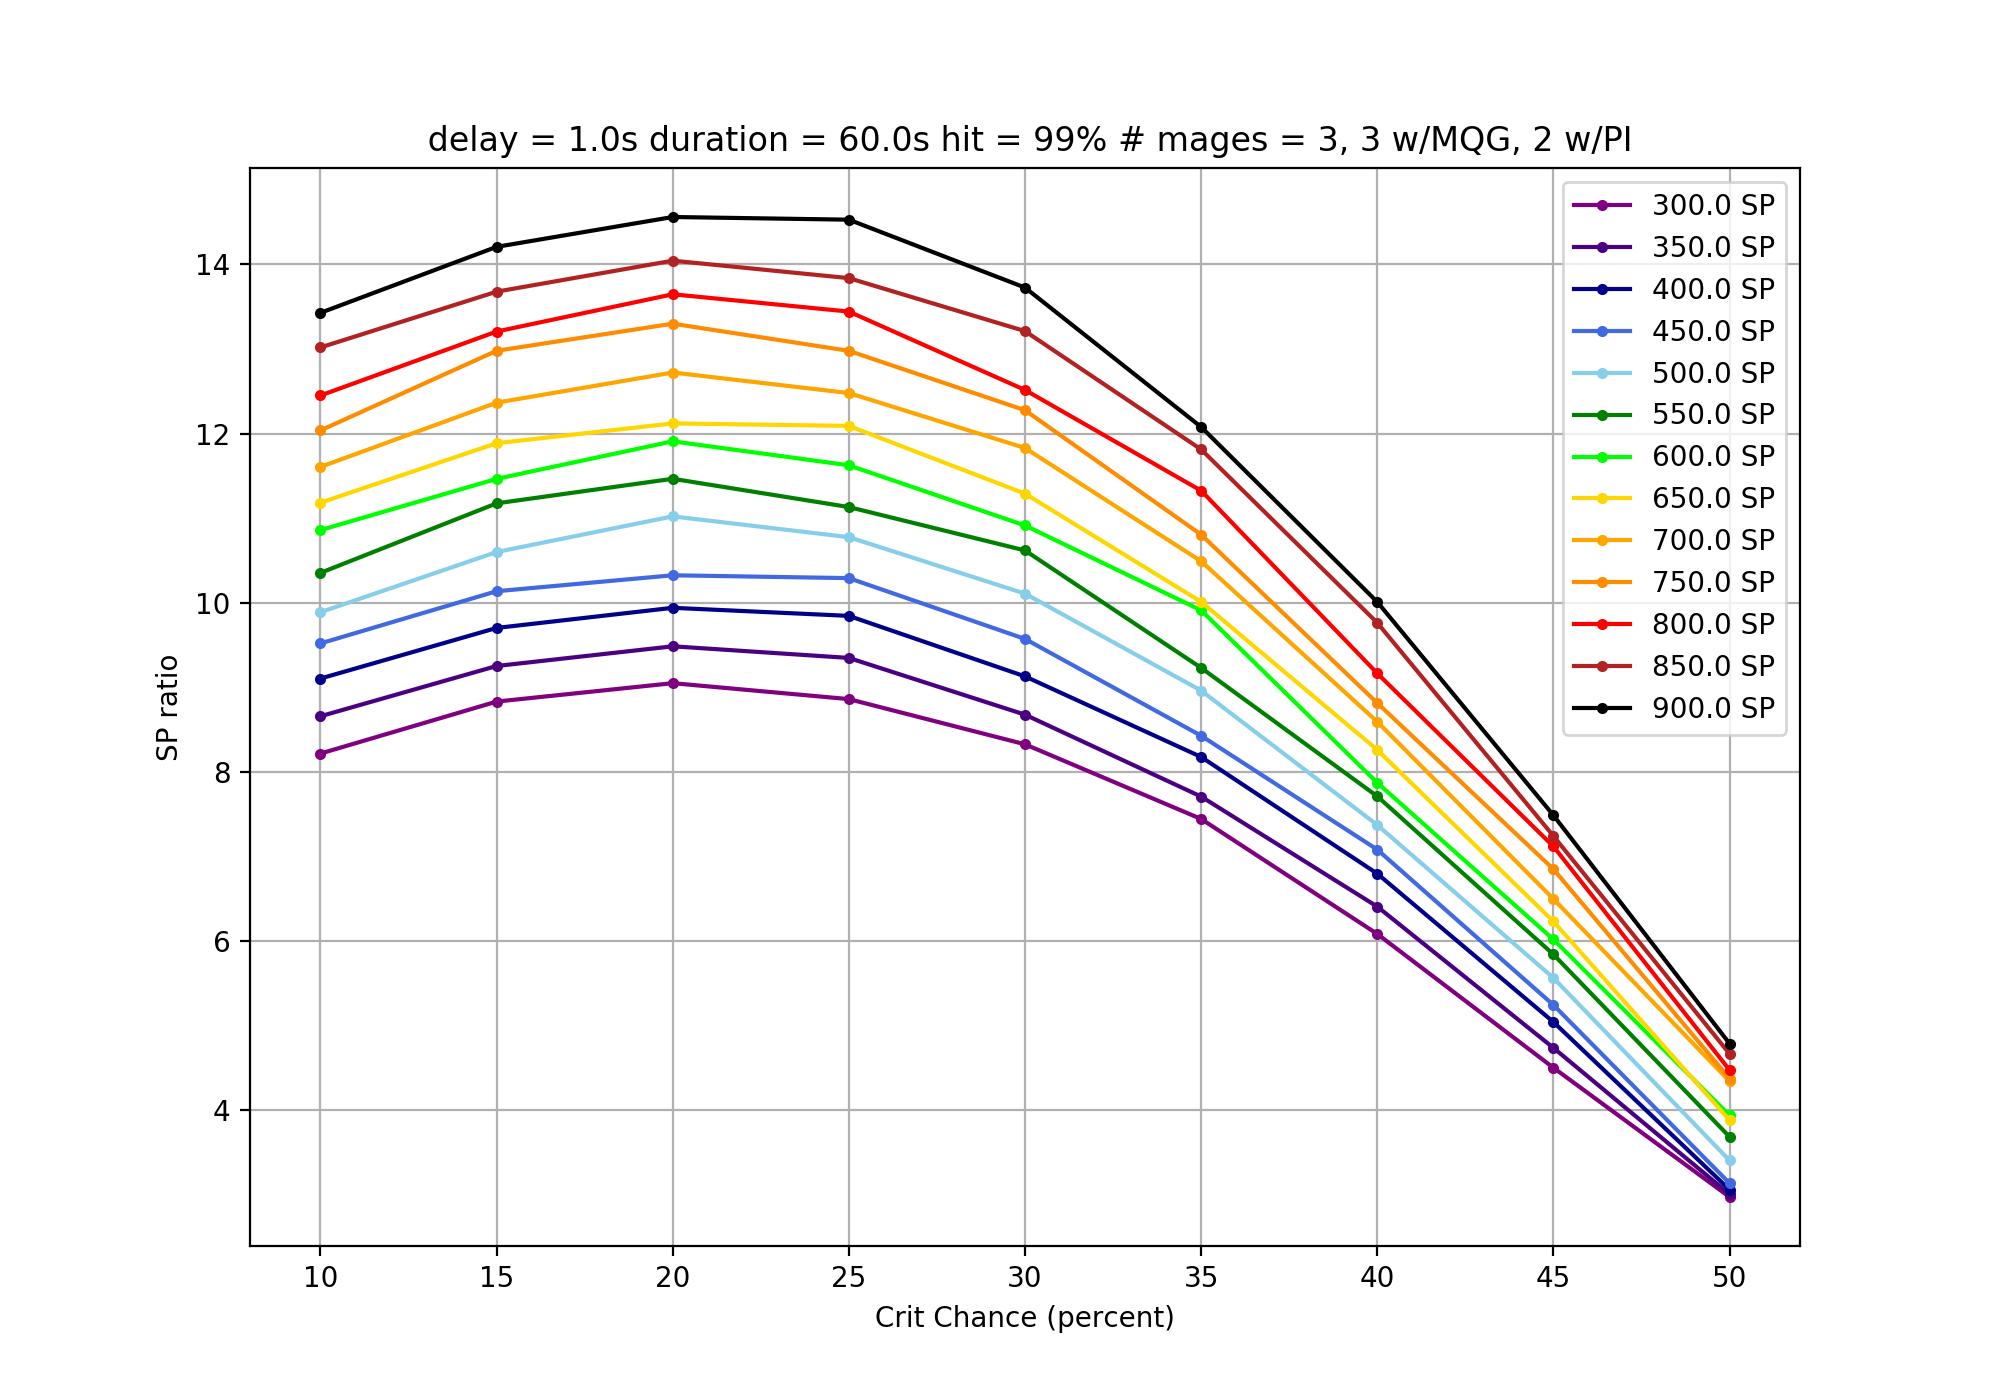 delay = 1.0s duration = 60.0s hit = 99% # mages = 3, 3 w/MQG, 2 w/PI
300.0 SP
350.0 SP
400.0 SP
450.0 SP
500.0 SP
550.0 SP
600.0 SP
650.0 SP
700.0 SP
750.0 SP
800.0 SP
850.0 SP
900.0 SP
SP ratio
14
12
10
8
6
4
10 15 20 25 30 35 40 45 50
Crit Chance (percent)